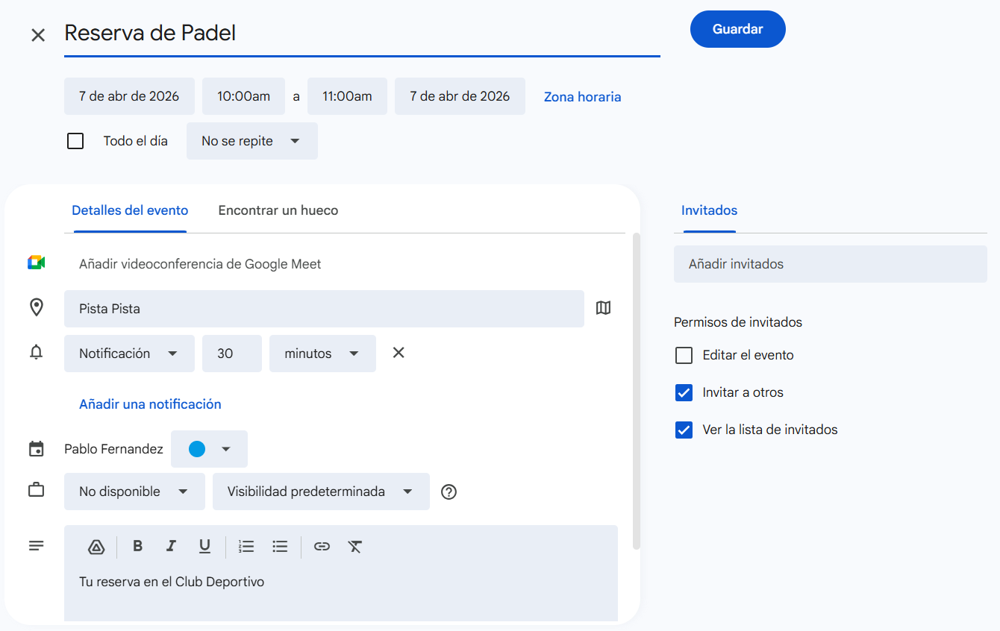 Reserva de Padel
Guardar
7 de abr de 2026 10:00am a 11:00am 7 de abr de 2026 Zona horaria
Todo el día No se repite
Detalles del evento Encontrar un hueco
Añadir videoconferencia de Google Meet
Pista Pista
Notificación 30 minutos
Añadir una notificación
Pablo Fernandez
No disponible Visibilidad predeterminada
B I U
Tu reserva en el Club Deportivo
Invitados
Añadir invitados
Permisos de invitados
Editar el evento
Invitar a otros
Ver la lista de invitados